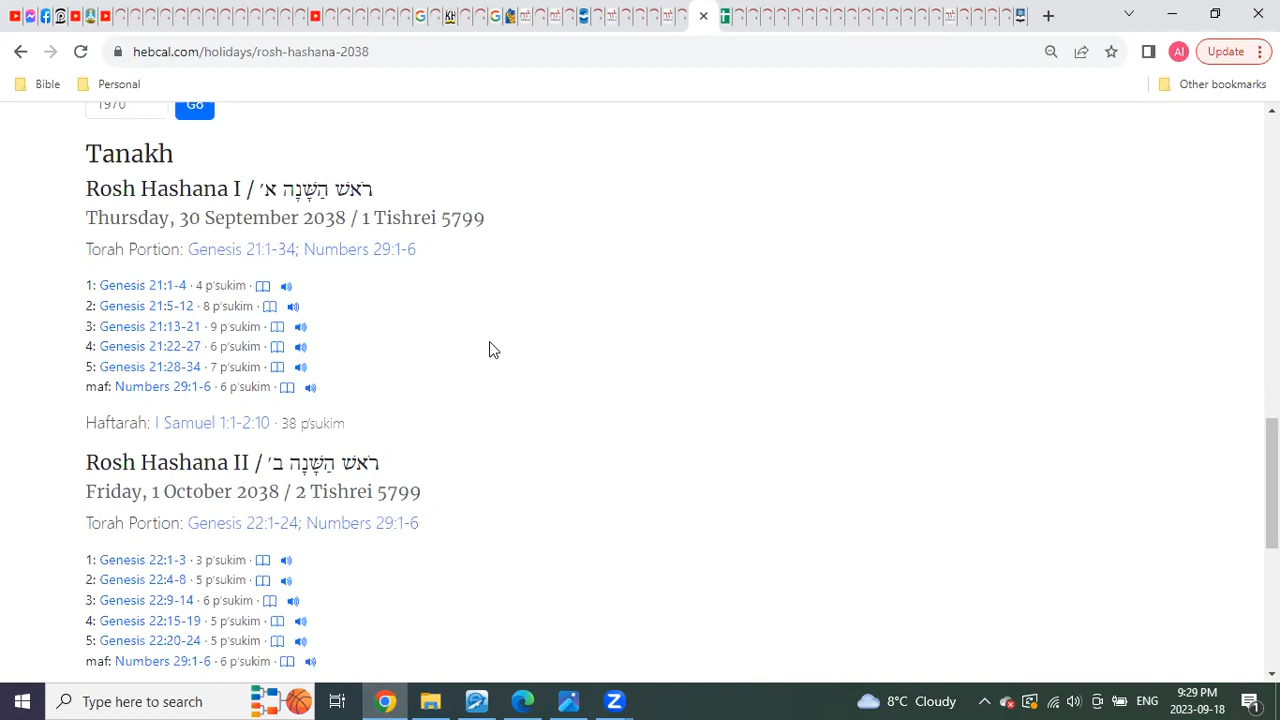 hebcal.com/holidays/rosh-hashana-2038
AI
Update
Bible
Personal
Other bookmarks
1970
Go
Tanakh
Rosh Hashana I / רֹאשׁ הַשָּׁנָה א׳
Thursday, 30 September 2038 / 1 Tishrei 5799
Torah Portion: Genesis 21:1-34; Numbers 29:1-6
1: Genesis 21:1-4 · 4 p'sukim ·
2: Genesis 21:5-12 · 8 p'sukim ·
3: Genesis 21:13-21 · 9 p'sukim ·
4: Genesis 21:22-27 · 6 p'sukim ·
5: Genesis 21:28-34 · 7 p'sukim ·
maf: Numbers 29:1-6 · 6 p'sukim ·
Haftarah: I Samuel 1:1-2:10 · 38 p'sukim
Rosh Hashana II / רֹאשׁ הַשָּׁנָה ב׳
Friday, 1 October 2038 / 2 Tishrei 5799
Torah Portion: Genesis 22:1-24; Numbers 29:1-6
1: Genesis 22:1-3 · 3 p'sukim ·
2: Genesis 22:4-8 · 5 p'sukim ·
3: Genesis 22:9-14 · 6 p'sukim ·
4: Genesis 22:15-19 · 5 p'sukim ·
5: Genesis 22:20-24 · 5 p'sukim ·
maf: Numbers 29:1-6 · 6 p'sukim ·
Type here to search
8°C Cloudy
ENG
9:29 PM
2023-09-18
1